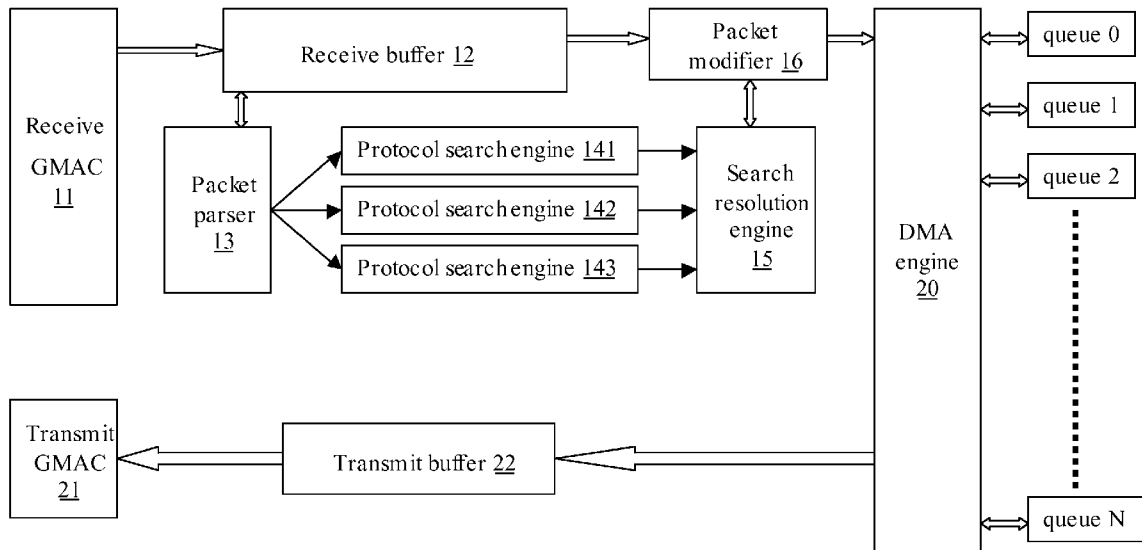 Receive
GMAC
11
Receive buffer 12
Packet
modifier 16
Packet
parser
13
Protocol search engine 141
Protocol search engine 142
Protocol search engine 143
Search
resolution
engine
15
DMA
engine
20
queue 0
queue 1
queue 2
queue N
Transmit
GMAC
21
Transmit buffer 22